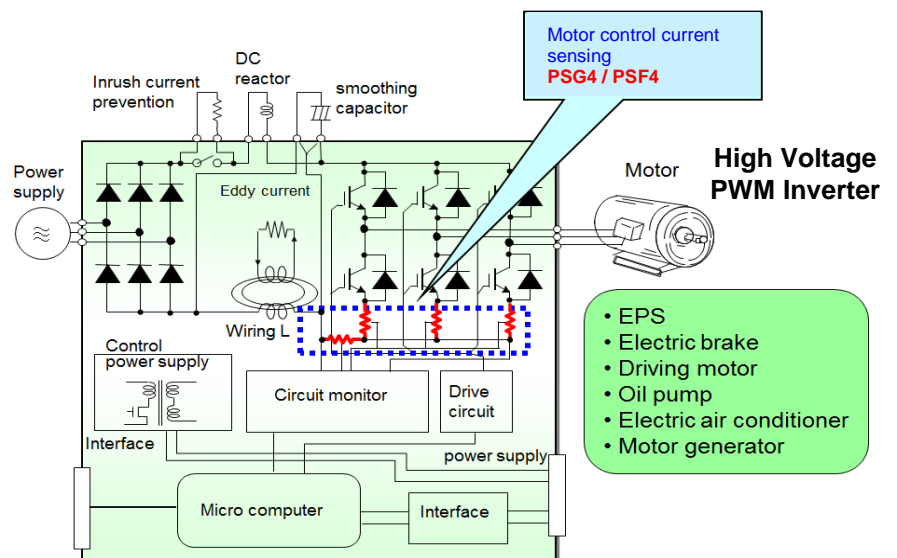 Motor control current
sensing
PSG4 / PSF4
DC
reactor
Inrush current
prevention
smoothing
capacitor
High Voltage
PWM Inverter
Motor
Power
supply
Eddy current
Wiring L
• EPS
• Electric brake
• Driving motor
• Oil pump
• Electric air conditioner
• Motor generator
Control
power supply
Circuit monitor
Drive
circuit
Interface
power supply
Micro computer
Interface